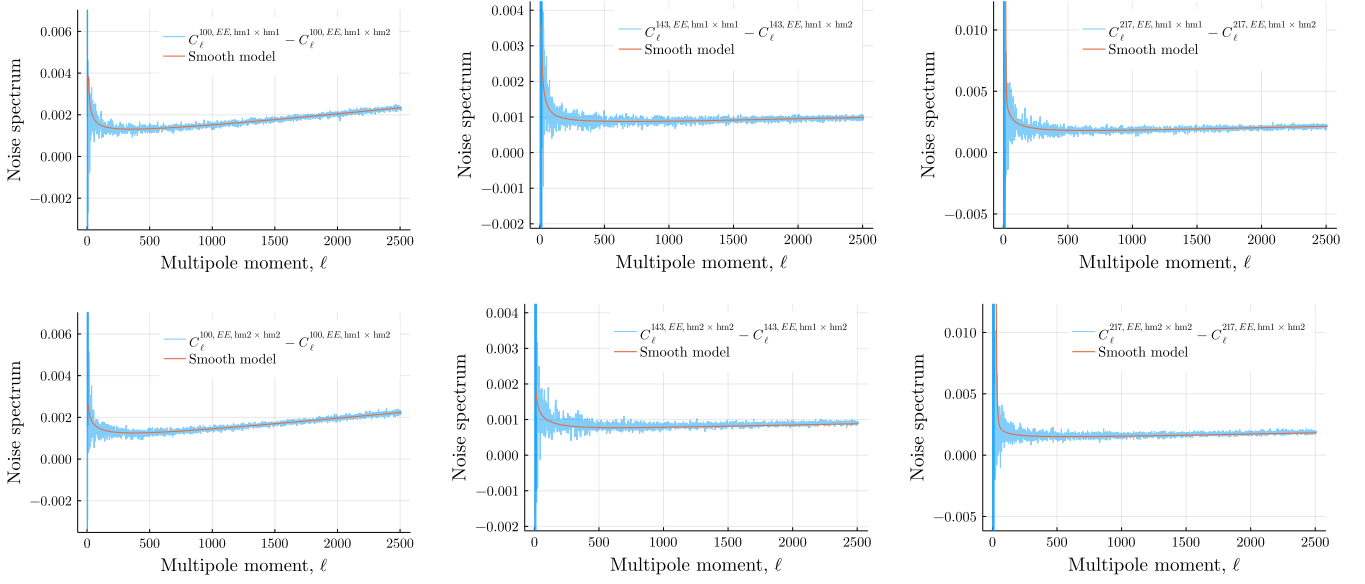 0.006
0.004
0.002
0.000
−0.002
Noise spectrum
C_ℓ^{100, EE, hm1 × hm1} − C_ℓ^{100, EE, hm1 × hm2}
Smooth model
0 500 1000 1500 2000 2500
Multipole moment, ℓ
0.004
0.003
0.002
0.001
0.000
−0.001
−0.002
Noise spectrum
C_ℓ^{143, EE, hm1 × hm1} − C_ℓ^{143, EE, hm1 × hm2}
Smooth model
0 500 1000 1500 2000 2500
Multipole moment, ℓ
0.010
0.005
0.000
−0.005
Noise spectrum
C_ℓ^{217, EE, hm1 × hm1} − C_ℓ^{217, EE, hm1 × hm2}
Smooth model
0 500 1000 1500 2000 2500
Multipole moment, ℓ
0.006
0.004
0.002
0.000
−0.002
Noise spectrum
C_ℓ^{100, EE, hm2 × hm2} − C_ℓ^{100, EE, hm1 × hm2}
Smooth model
0 500 1000 1500 2000 2500
Multipole moment, ℓ
0.004
0.003
0.002
0.001
0.000
−0.001
−0.002
Noise spectrum
C_ℓ^{143, EE, hm2 × hm2} − C_ℓ^{143, EE, hm1 × hm2}
Smooth model
0 500 1000 1500 2000 2500
Multipole moment, ℓ
0.010
0.005
0.000
−0.005
Noise spectrum
C_ℓ^{217, EE, hm2 × hm2} − C_ℓ^{217, EE, hm1 × hm2}
Smooth model
0 500 1000 1500 2000 2500
Multipole moment, ℓ